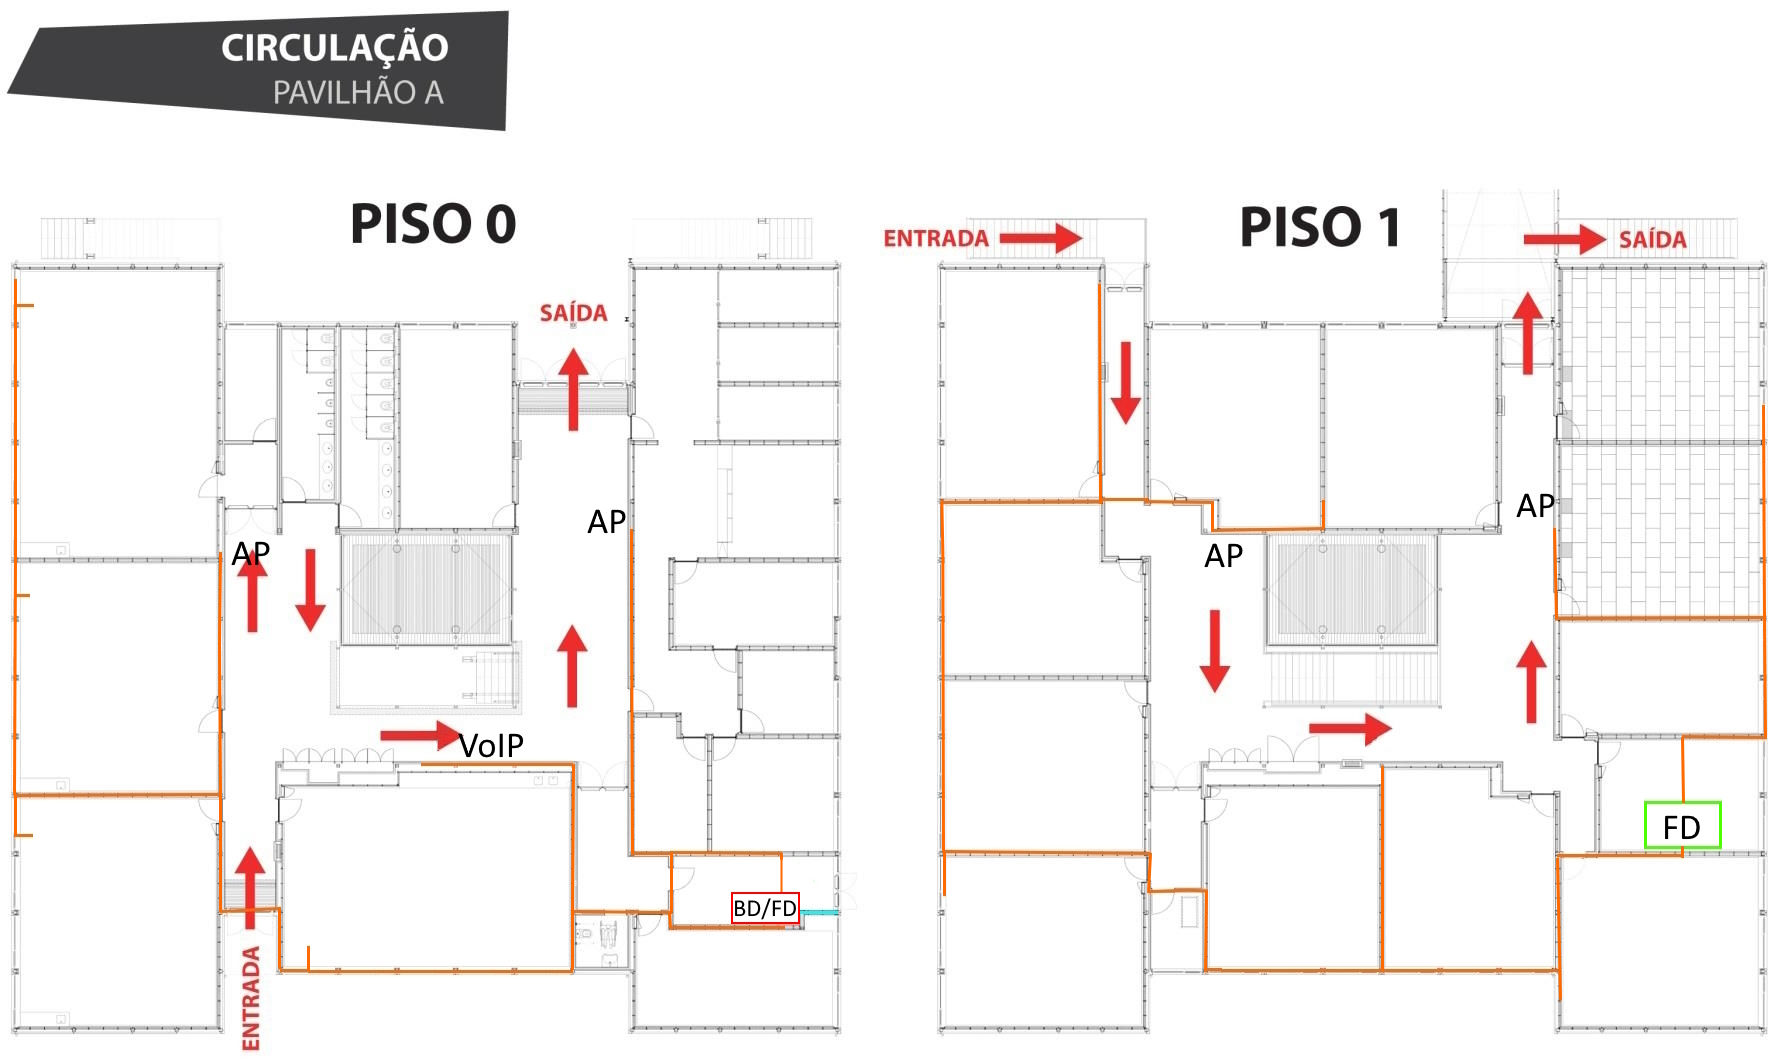 CIRCULAÇÃO
PAVILHÃO A
PISO 0
SAÍDA
AP
AP
VoIP
BD/FD
ENTRADA
PISO 1
ENTRADA
SAÍDA
AP
AP
FD